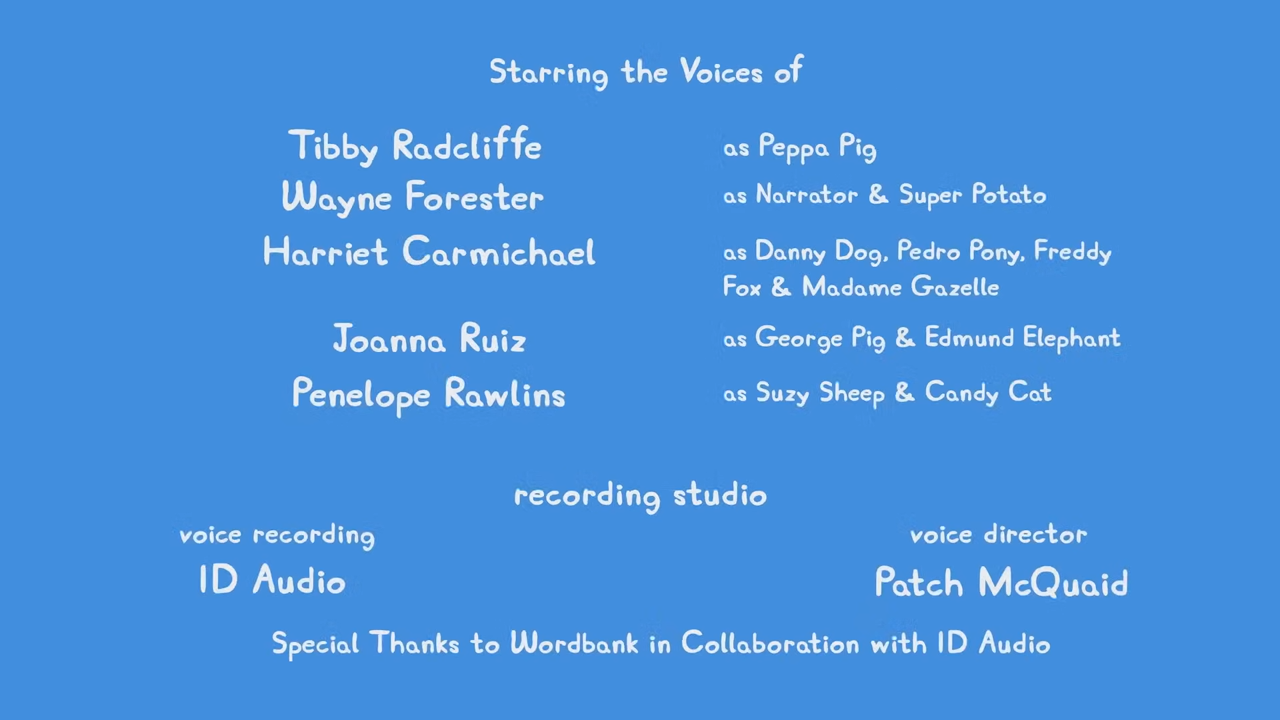 Starring the Voices of
Tibby Radcliffe as Peppa Pig
Wayne Forester as Narrator & Super Potato
Harriet Carmichael as Danny Dog, Pedro Pony, Freddy
Fox & Madame Gazelle
Joanna Ruiz as George Pig & Edmund Elephant
Penelope Rawlins as Suzy Sheep & Candy Cat
recording studio
voice recording
ID Audio
voice director
Patch McQuaid
Special Thanks to Wordbank in Collaboration with ID Audio